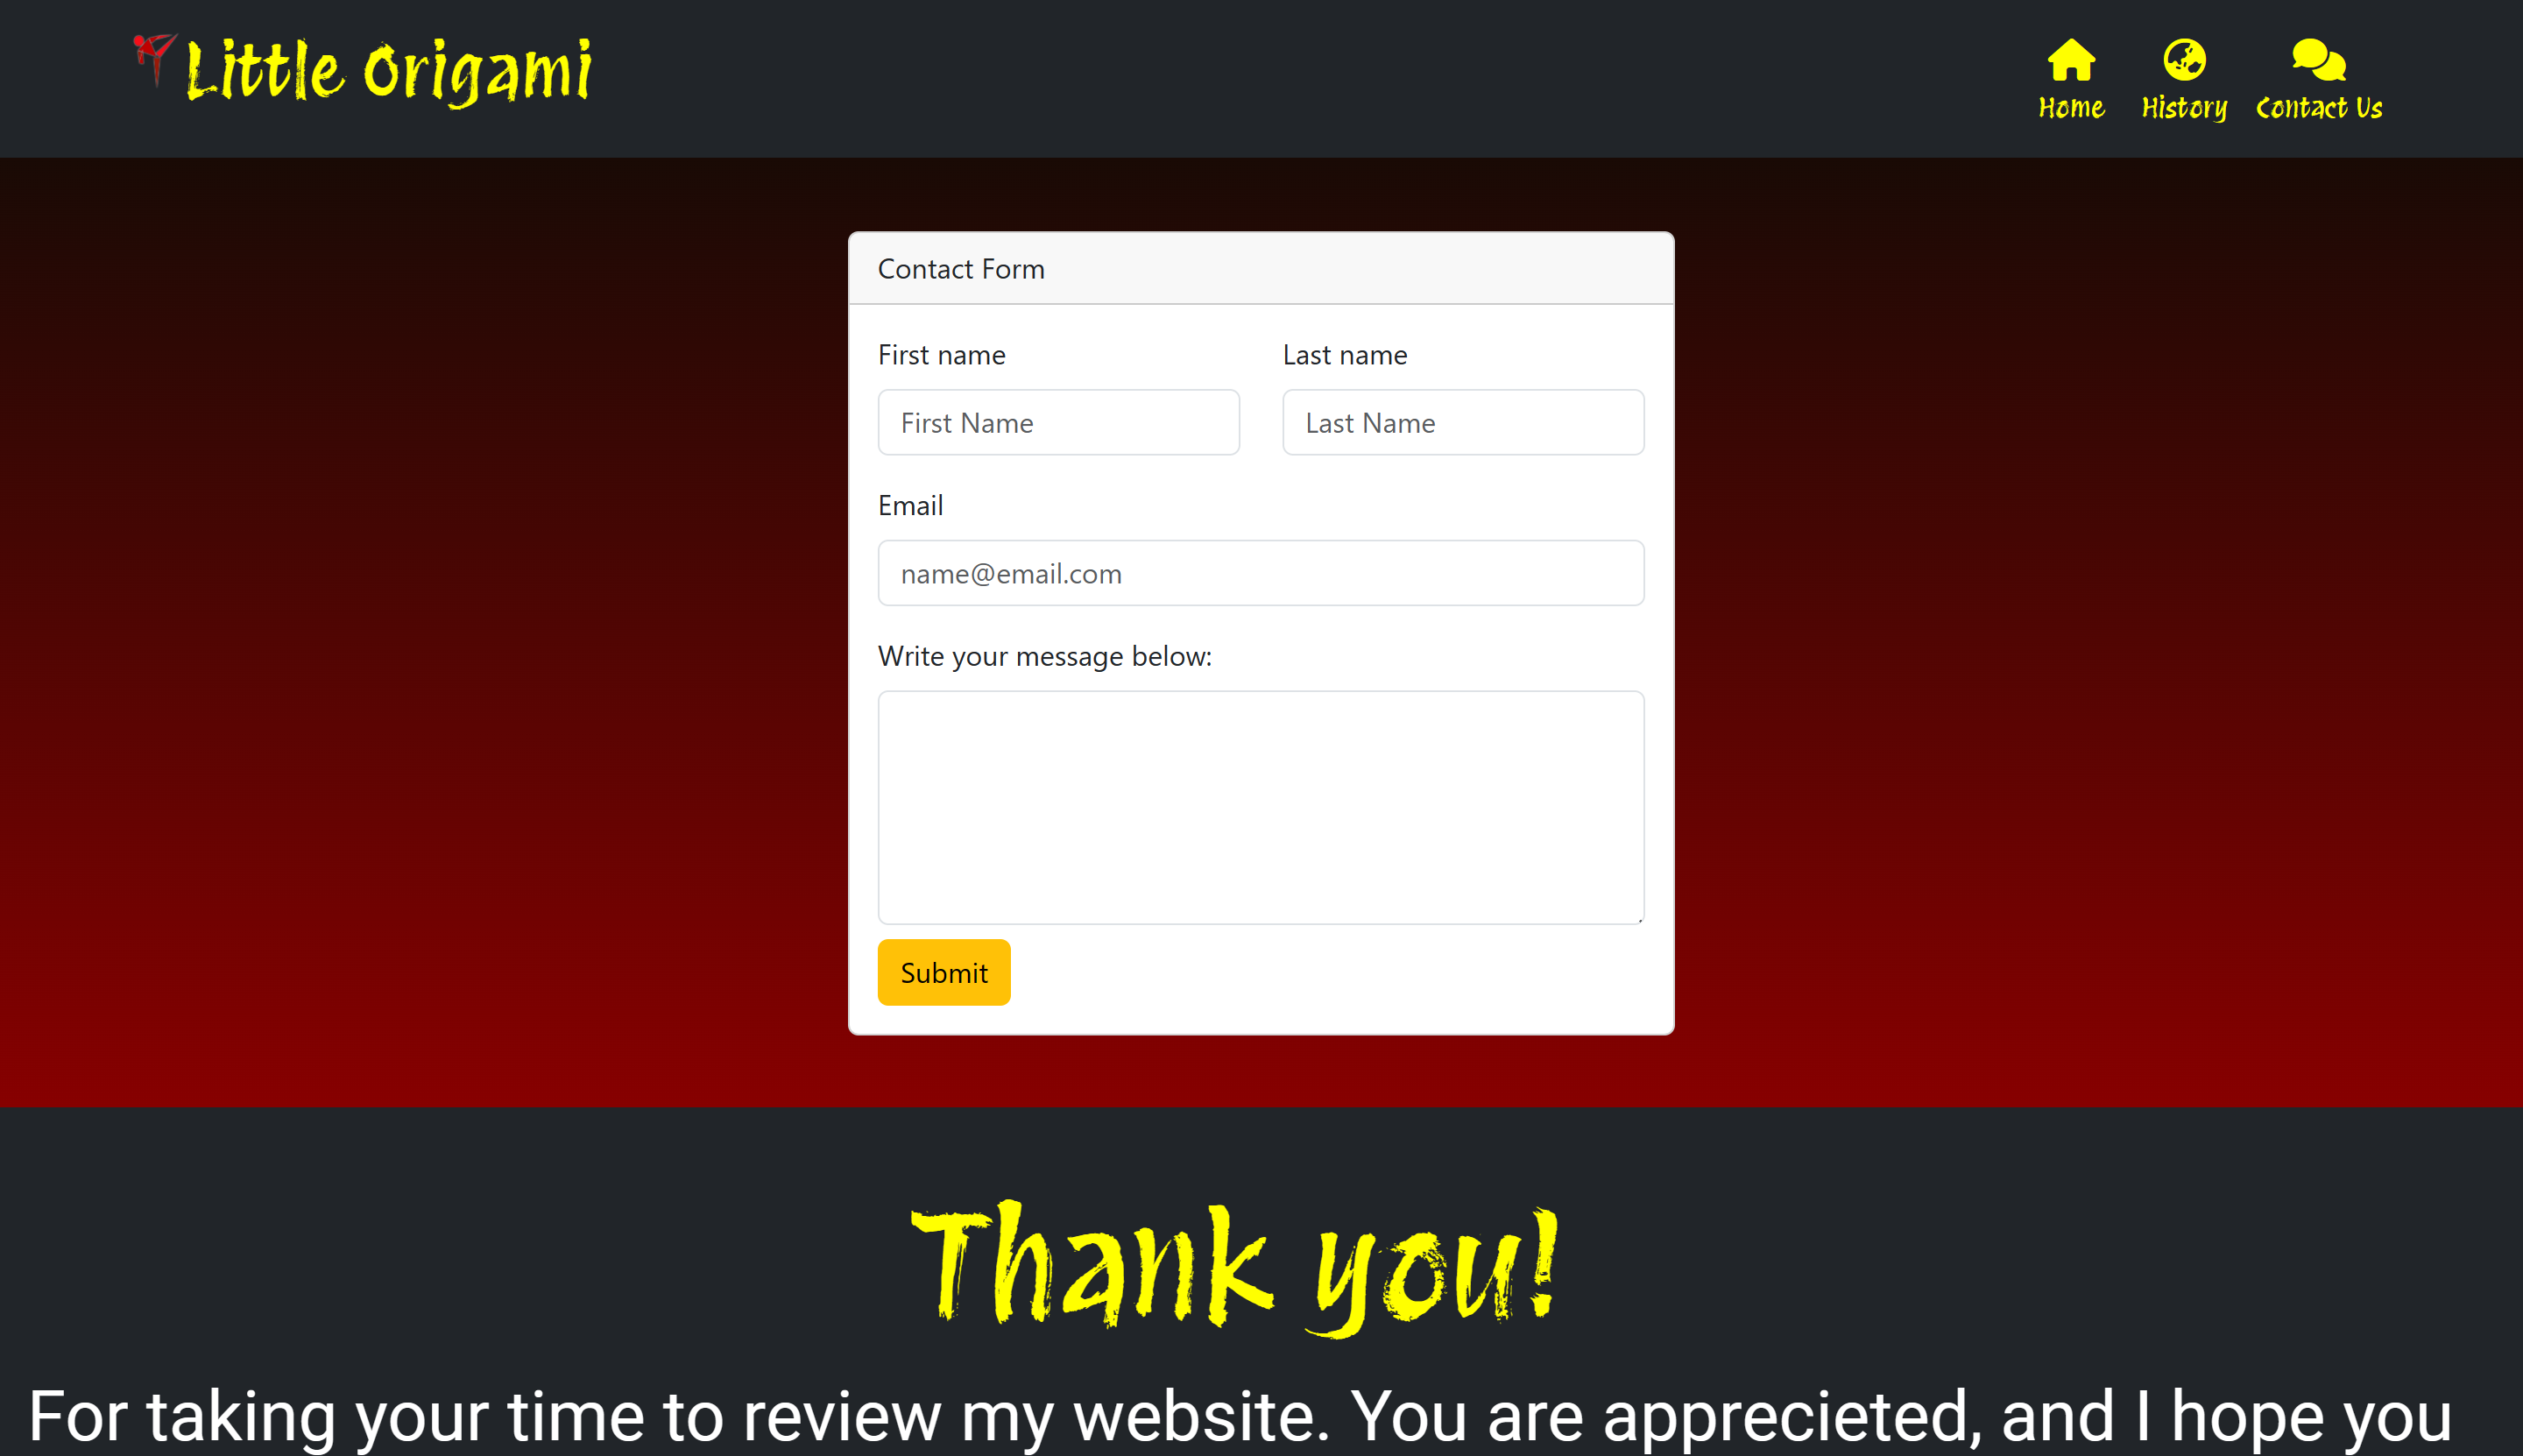 Little Origami
Home History Contact Us
Contact Form
First name Last name
First Name Last Name
Email
name@email.com
Write your message below:
Submit
Thank you!
For taking your time to review my website. You are apprecieted, and I hope you